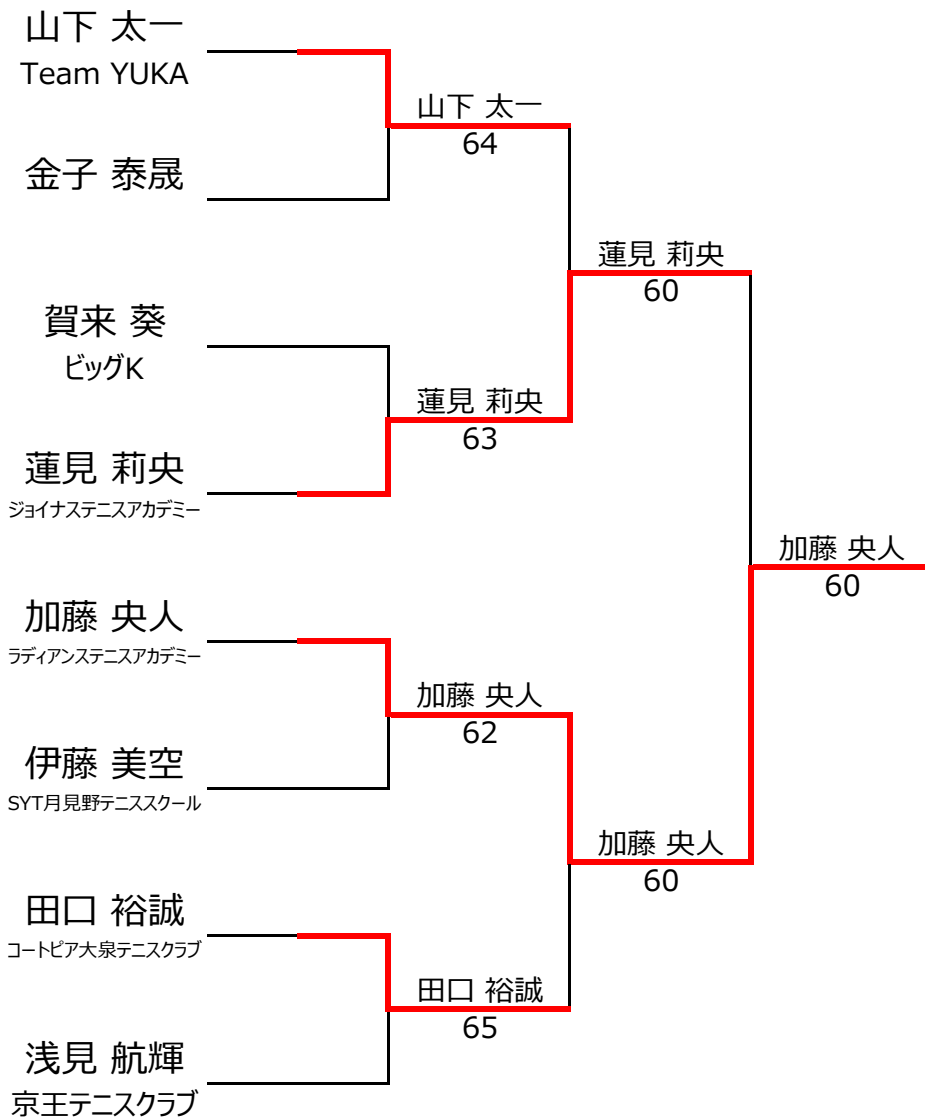 山下 太一
Team YUKA
金子 泰晟
賀来 葵
ビッグK
蓮見 莉央
ジョイナステニスアカデミー
加藤 央人
ラディアンステニスアカデミー
伊藤 美空
SYT月見野テニススクール
田口 裕誠
コートピア大泉テニスクラブ
浅見 航輝
京王テニスクラブ
山下 太一
64
蓮見 莉央
63
加藤 央人
62
田口 裕誠
65
蓮見 莉央
60
加藤 央人
60
加藤 央人
60